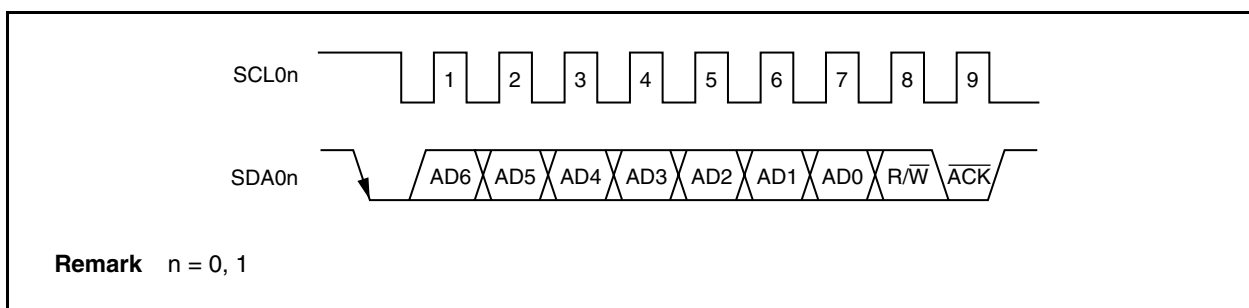 SCL0n 1 2 3 4 5 6 7 8 9
SDA0n AD6 AD5 AD4 AD3 AD2 AD1 AD0 R/W̅ A̅C̅K̅
Remark n = 0, 1